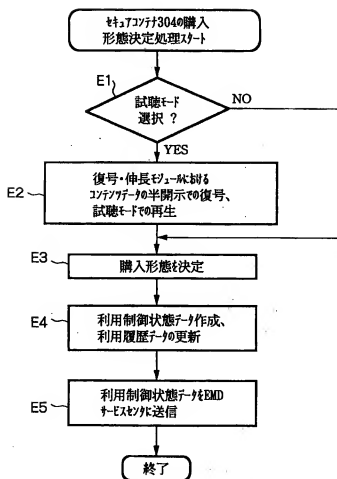 セキュアコンテナ304の購入
形態決定処理スタート
E1
試聴モード
選択 ?
NO
YES
E2
復号・伸長モジュールにおける
コンテンツデータの半開示での復号、
試聴モードでの再生
E3
購入形態を決定
E4
利用制御状態データ作成、
利用履歴データの更新
E5
利用制御状態データをEMD
サービスセンタに送信
終了